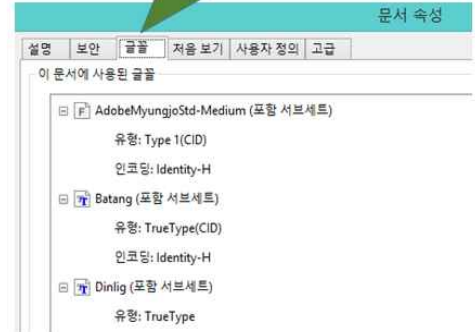 문서 속성
설명 보안 글꼴 처음 보기 사용자 정의 고급
이 문서에 사용된 글꼴
AdobeMyungjoStd-Medium (포함 서브세트)
유형: Type 1(CID)
인코딩: Identity-H
Batang (포함 서브세트)
유형: TrueType(CID)
인코딩: Identity-H
Dinlig (포함 서브세트)
유형: TrueType